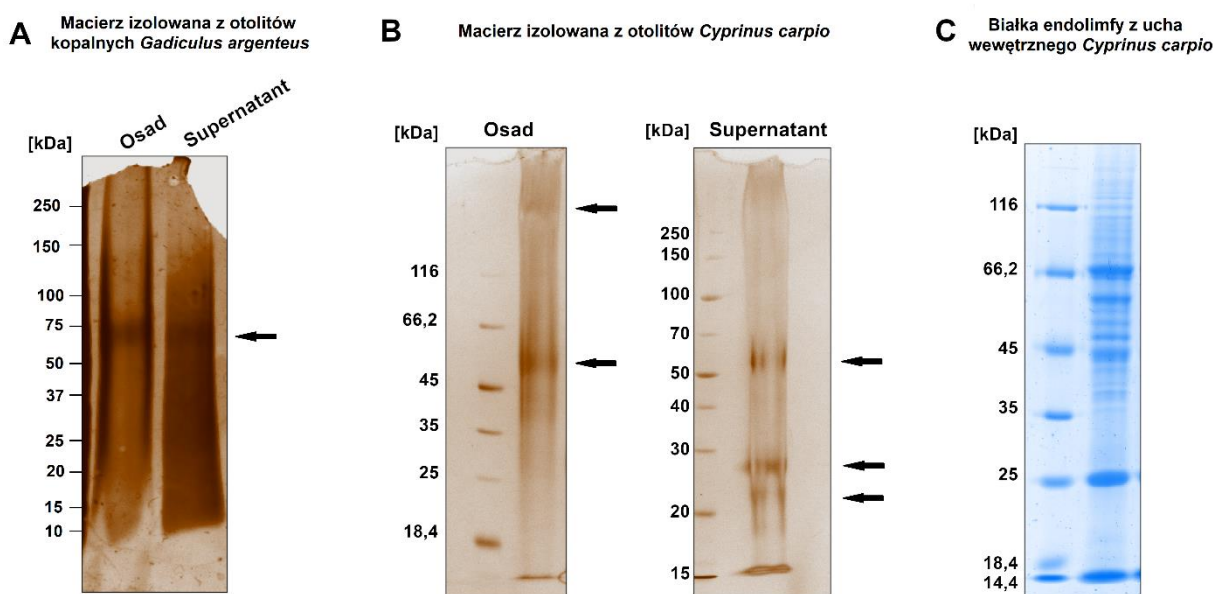 A
Macierz izolowana z otolitów
kopalnych Gadiculus argenteus
[kDa]
Osad
Supernatant
250
150
100
75
50
37
25
20
15
10
B
Macierz izolowana z otolitów Cyprinus carpio
[kDa]
Osad
116
66,2
45
35
25
18,4
[kDa]
Supernatant
250
150
100
70
50
40
30
20
15
C
Białka endolimfy z ucha
wewętrznego Cyprinus carpio
[kDa]
116
66,2
45
35
25
18,4
14,4